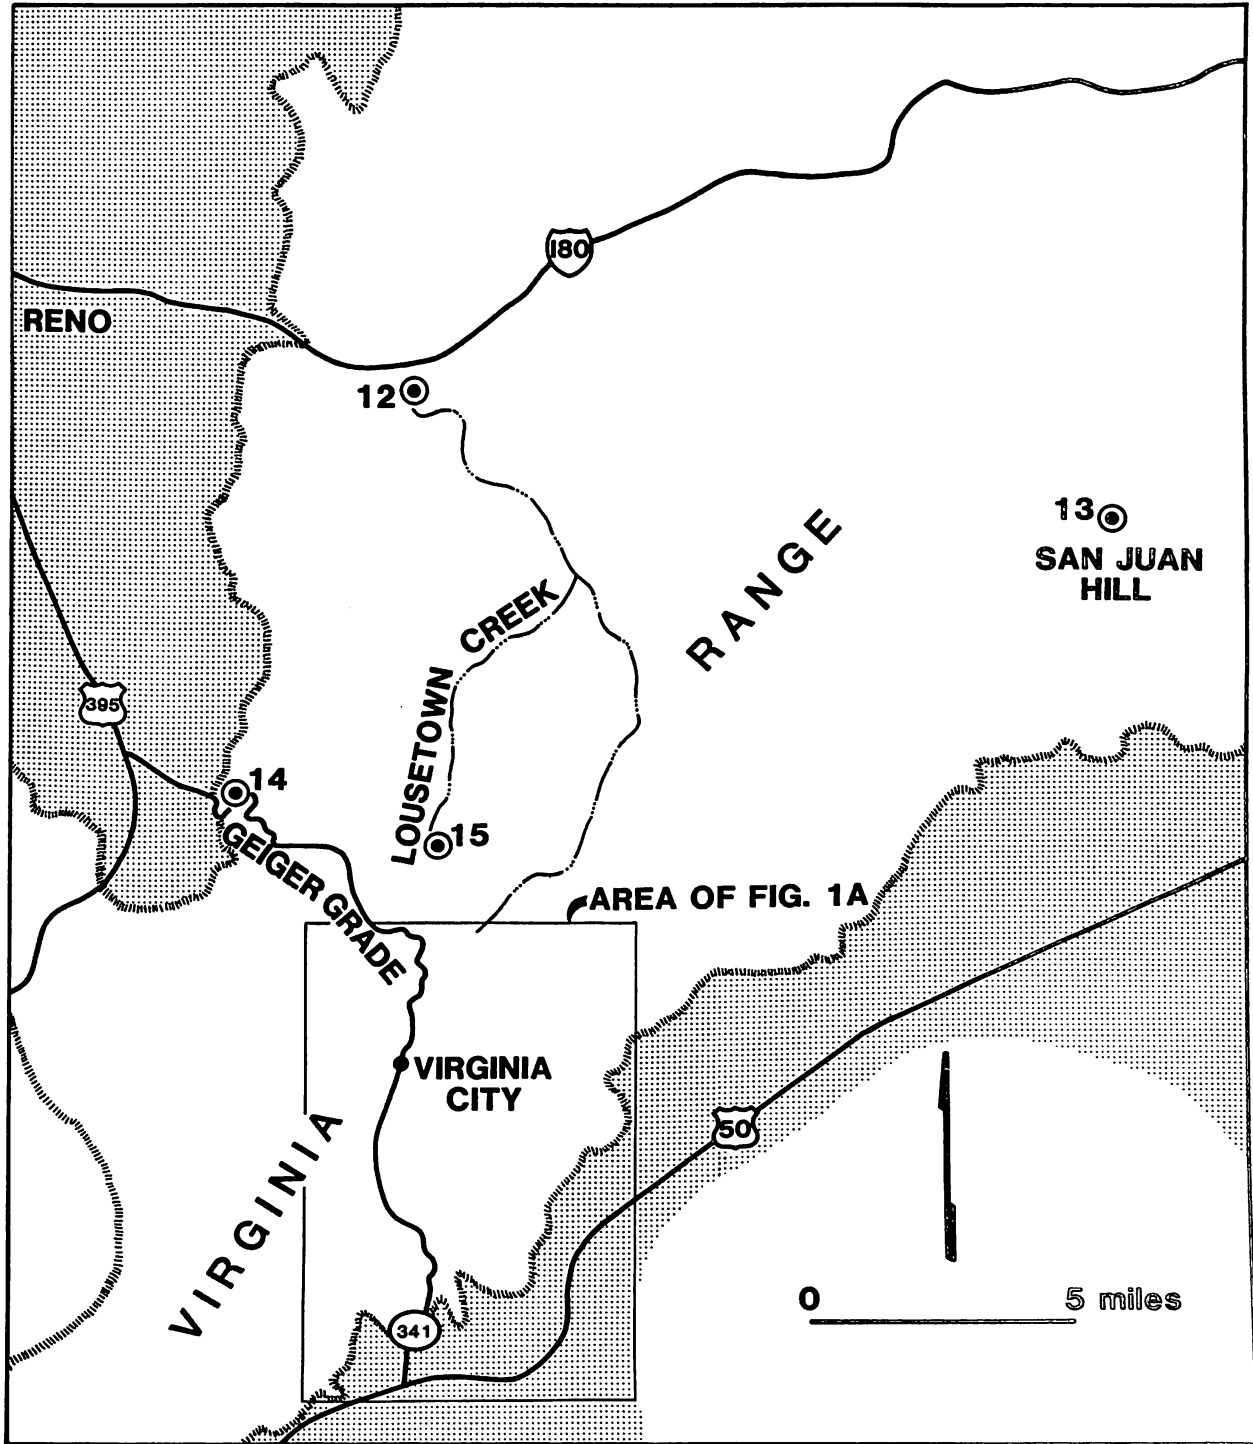 I80
RENO
12
13
SAN JUAN
HILL
RANGE
CREEK
LOUSETOWN
395
14
15
GEIGER GRADE
AREA OF FIG. 1A
VIRGINIA
CITY
50
VIRGINIA
0 5 miles
341